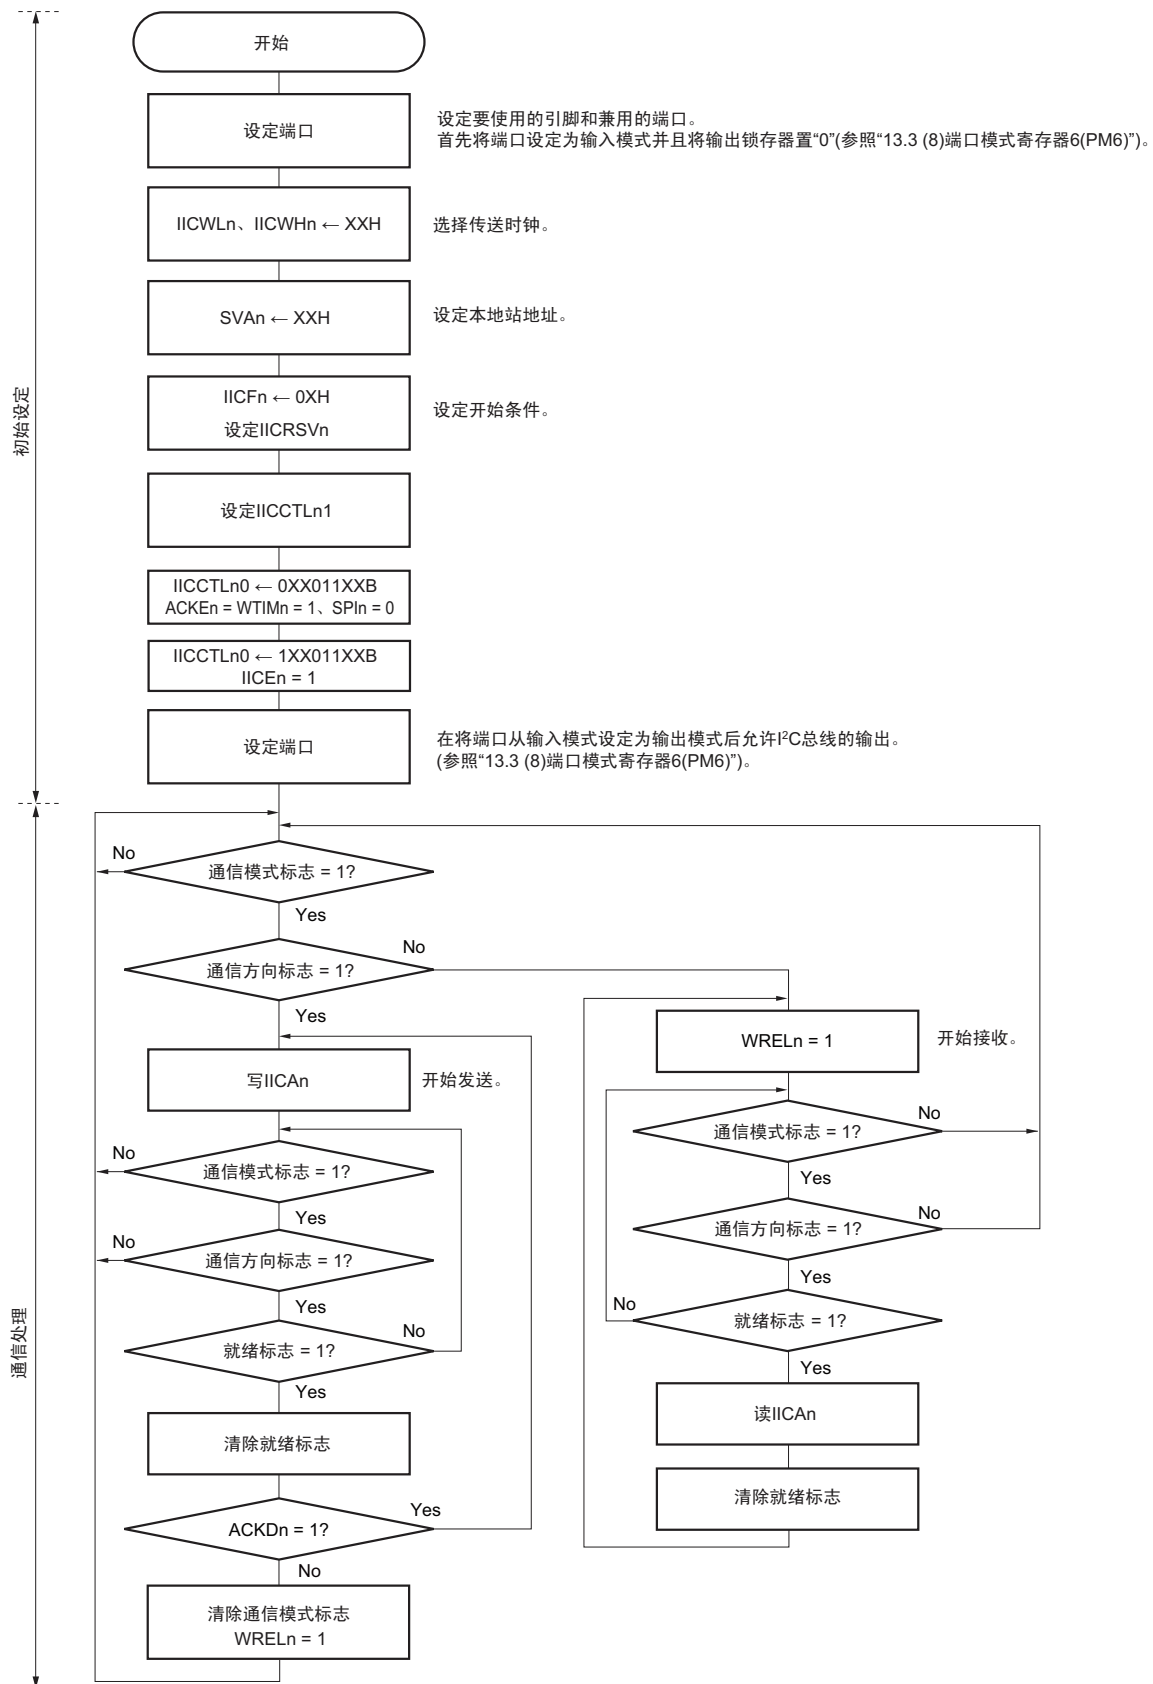 开始
设定端口
设定要使用的引脚和兼用的端口。
首先将端口设定为输入模式并且将输出锁存器置“0”(参照“13.3 (8)端口模式寄存器6(PM6)”)。
IICWLn、IICWHn ← XXH
选择传送时钟。
SVAn ← XXH
设定本地站地址。
初始设定
IICFn ← 0XH
设定IICRSVn
设定开始条件。
设定IICCTLn1
IICCTLn0 ← 0XX011XXB
ACKEn = WTIMn = 1、SPIn = 0
IICCTLn0 ← 1XX011XXB
IICEn = 1
设定端口
在将端口从输入模式设定为输出模式后允许I²C总线的输出。
(参照“13.3 (8)端口模式寄存器6(PM6)”)。
通信处理
No
通信模式标志 = 1?
Yes
通信方向标志 = 1?
No
Yes
写IICAn
开始发送。
No
通信模式标志 = 1?
Yes
No
通信方向标志 = 1?
Yes
就绪标志 = 1?
No
Yes
清除就绪标志
ACKDn = 1?
Yes
No
清除通信模式标志
WRELn = 1
WRELn = 1
开始接收。
通信模式标志 = 1?
No
Yes
通信方向标志 = 1?
No
Yes
No
就绪标志 = 1?
Yes
读IICAn
清除就绪标志